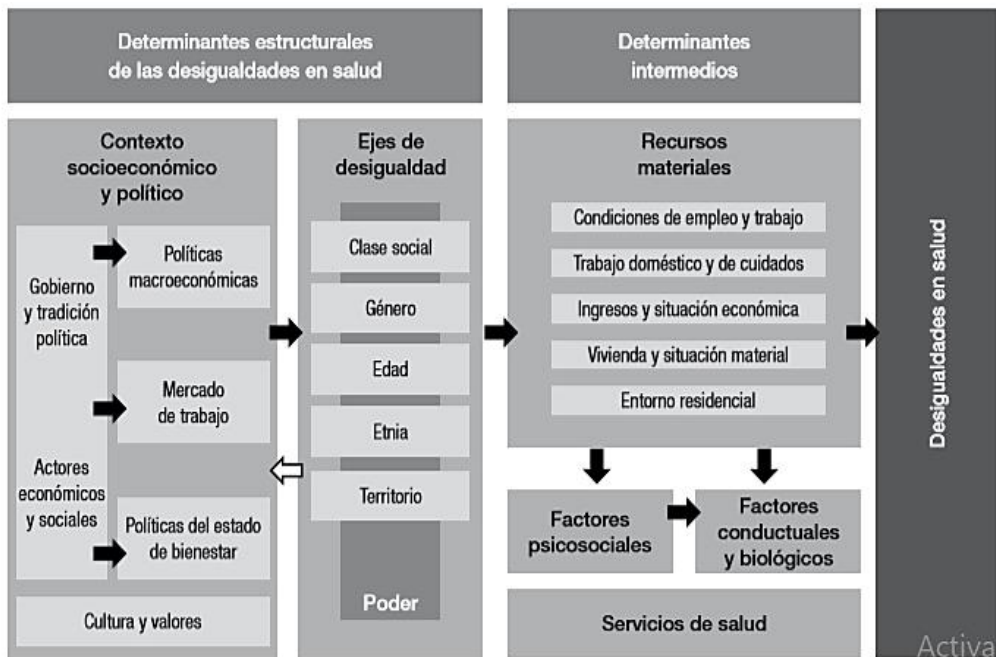 Determinantes estructurales
de las desigualdades en salud
Determinantes
intermedios
Contexto
socioeconómico
y político
Gobierno
y tradición
política
Actores
económicos
y sociales
Políticas
macroeconómicas
Mercado
de trabajo
Políticas del estado
de bienestar
Cultura y valores
Ejes de
desigualdad
Clase social
Género
Edad
Etnia
Territorio
Poder
Recursos
materiales
Condiciones de empleo y trabajo
Trabajo doméstico y de cuidados
Ingresos y situación económica
Vivienda y situación material
Entorno residencial
Factores
psicosociales
Factores
conductuales
y biológicos
Servicios de salud
Desigualdades en salud
Activa